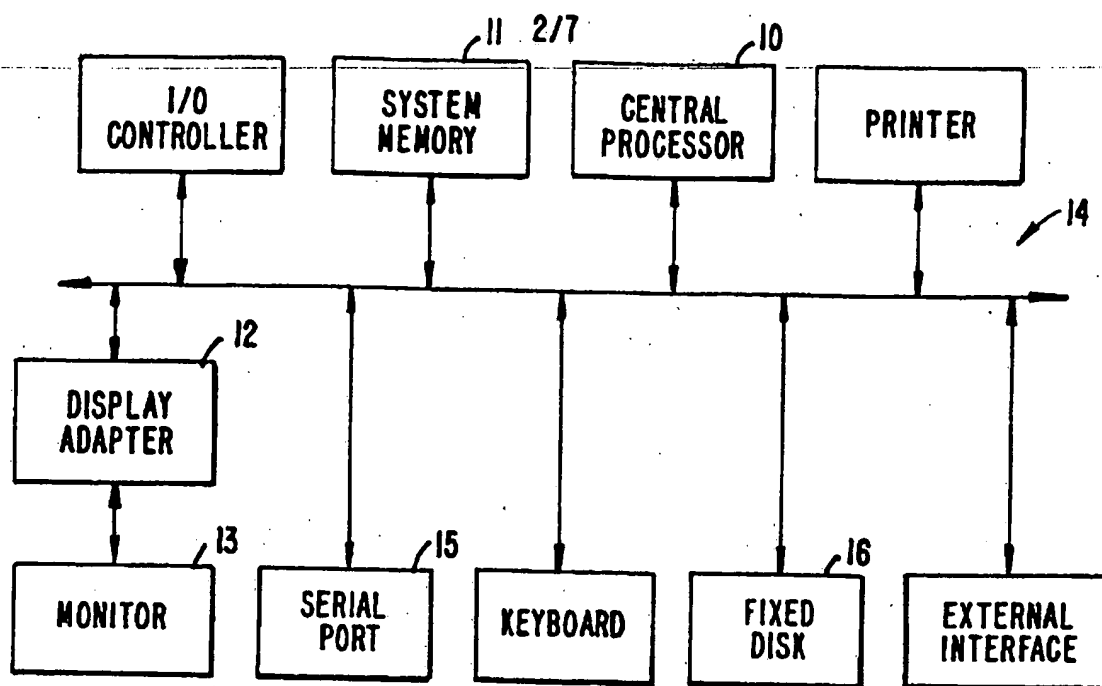 11 2/7
10
I/O
CONTROLLER
SYSTEM
MEMORY
CENTRAL
PROCESSOR
PRINTER
14
12
DISPLAY
ADAPTER
13
MONITOR
15
SERIAL
PORT
KEYBOARD
16
FIXED
DISK
EXTERNAL
INTERFACE